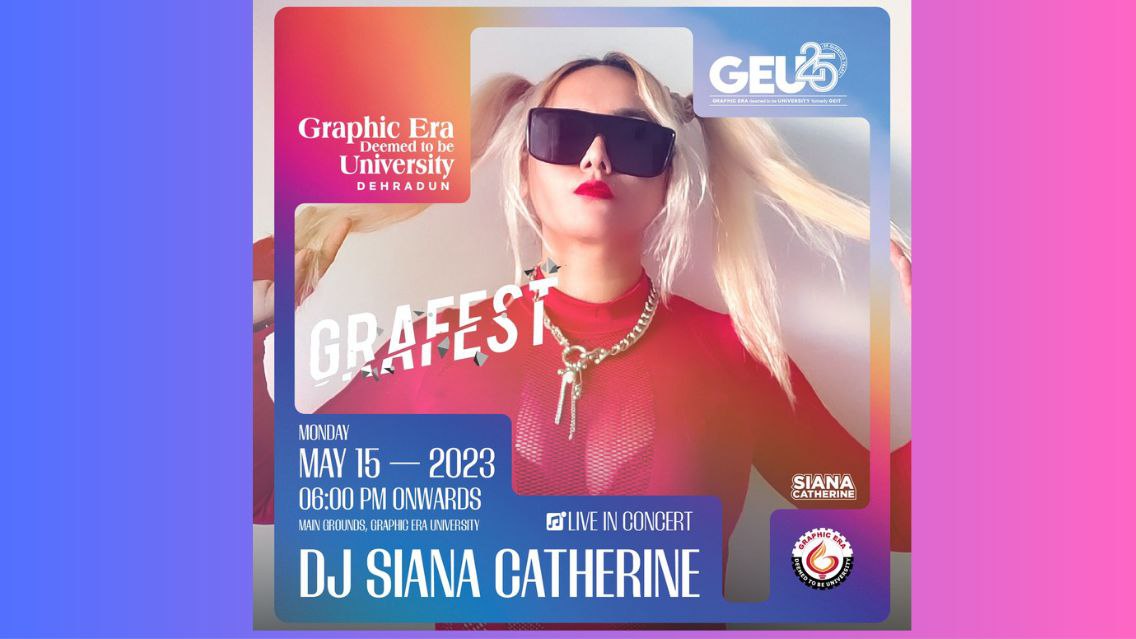 Graphic Era
Deemed to be
University
DEHRADUN
GEU 25
GRAPHIC ERA deemed to be UNIVERSITY formerly GEIT
GRAFEST
MONDAY
MAY 15 — 2023
06:00 PM ONWARDS
MAIN GROUNDS, GRAPHIC ERA UNIVERSITY
LIVE IN CONCERT
DJ SIANA CATHERINE
SIANA
CATHERINE
GRAPHIC ERA
DEEMED TO BE UNIVERSITY